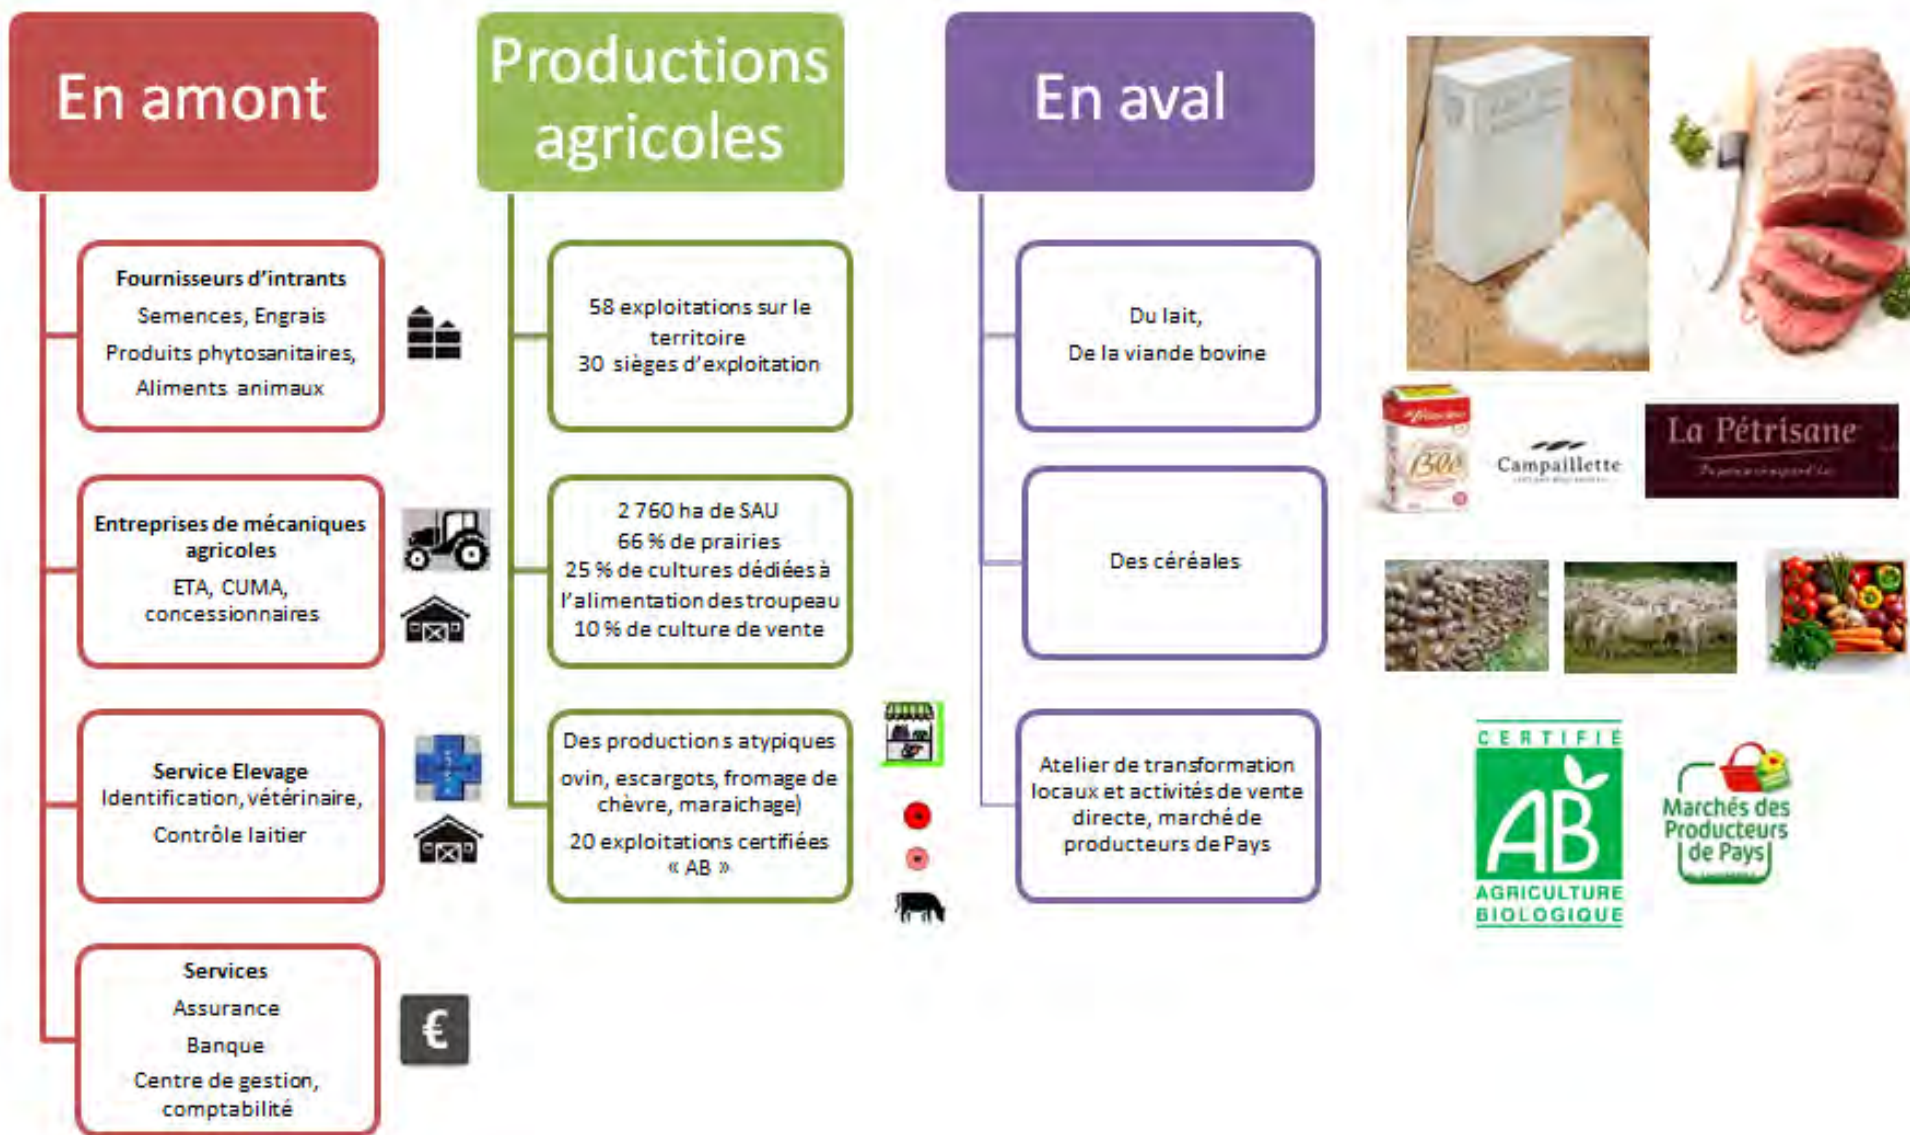 En amont
Fournisseurs d'intrants
Semences, Engrais
Produits phytosanitaires,
Aliments animaux
Entreprises de mécaniques
agricoles
ETA, CUMA,
concessionnaires
Service Elevage
Identification, vétérinaire,
Contrôle laitier
Services
Assurance
Banque
Centre de gestion,
comptabilité
€
Productions
agricoles
58 exploitations sur le
territoire
30 sièges d'exploitation
2 760 ha de SAU
66 % de prairies
25 % de cultures dédiées à
l'alimentation des troupeau
10 % de culture de vente
Des productions atypiques
ovin, escargots, fromage de
chèvre, maraichage)
20 exploitations certifiées
« AB »
En aval
Du lait,
De la viande bovine
Des céréales
Atelier de transformation
locaux et activités de vente
directe, marché de
producteurs de Pays
Blé
Campaillette
La Pétrisane
CERTIFIÉ
AB
AGRICULTURE
BIOLOGIQUE
Marchés des
Producteurs
de Pays